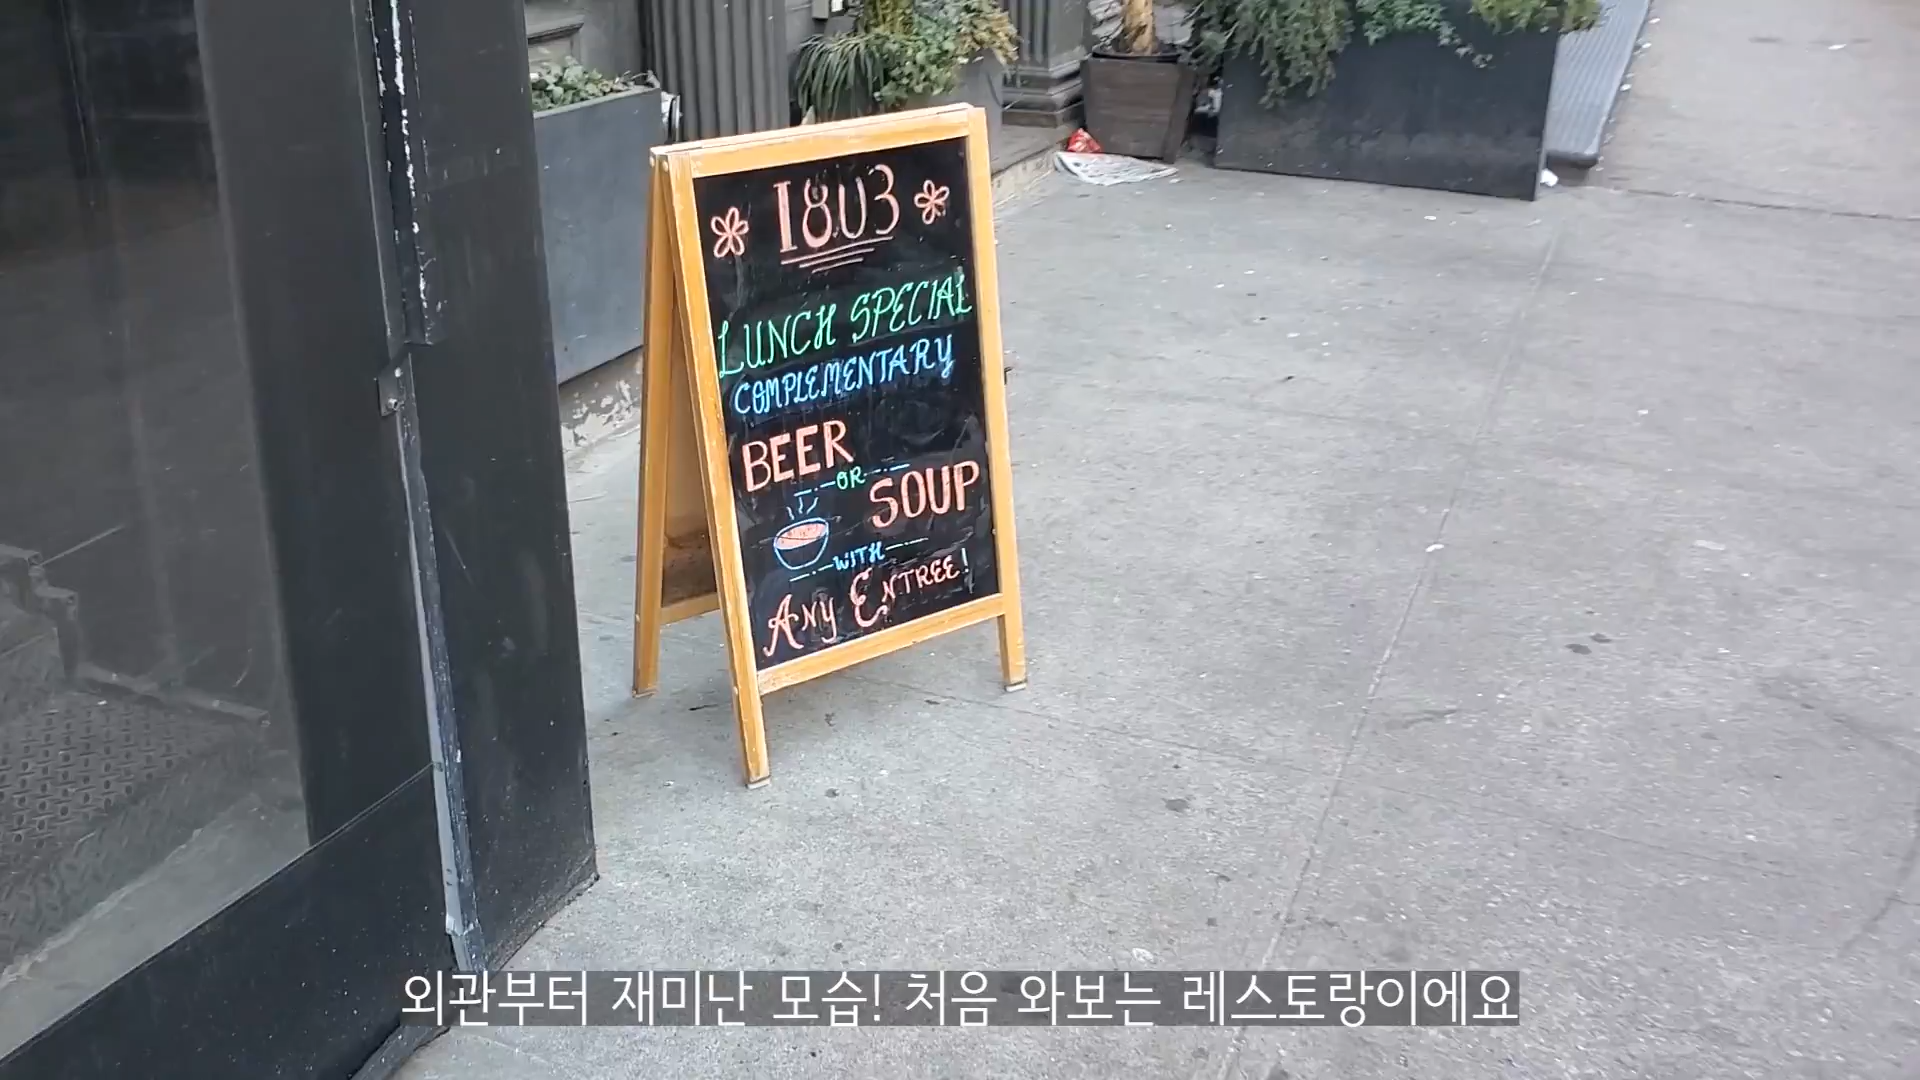 1803
LUNCH SPECIAL
COMPLEMENTARY
BEER
OR
SOUP
WITH
ANY ENTREE!
외관부터 재미난 모습! 처음 와보는 레스토랑이에요